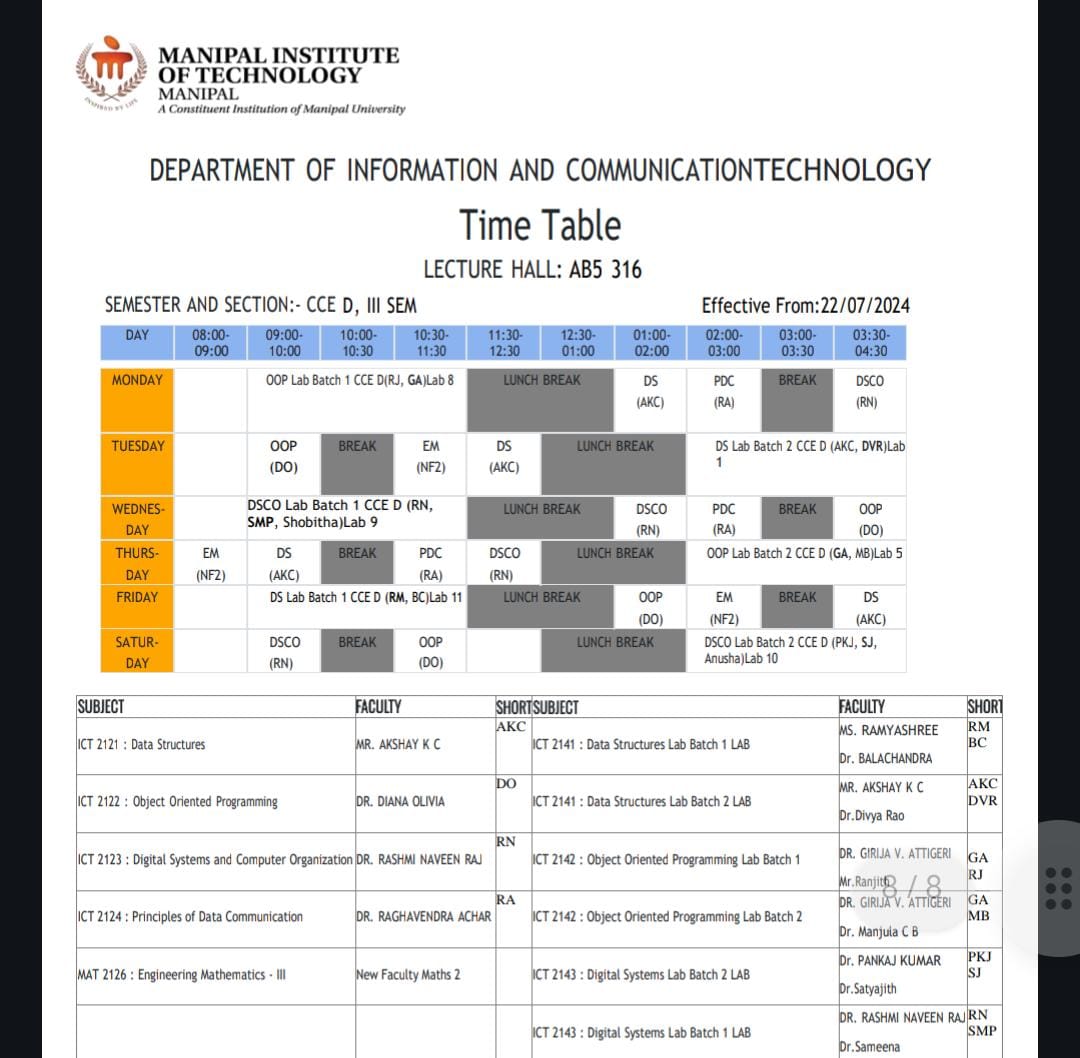 MANIPAL INSTITUTE
OF TECHNOLOGY
MANIPAL
A Constituent Institution of Manipal University
INSPIRED BY LIFE
DEPARTMENT OF INFORMATION AND COMMUNICATIONTECHNOLOGY
Time Table
LECTURE HALL: AB5 316
SEMESTER AND SECTION:- CCE D, III SEM Effective From:22/07/2024
DAY 08:00- 09:00- 10:00- 10:30- 11:30- 12:30- 01:00- 02:00- 03:00- 03:30-
09:00 10:00 10:30 11:30 12:30 01:00 02:00 03:00 03:30 04:30
MONDAY OOP Lab Batch 1 CCE D(RJ, GA)Lab 8 LUNCH BREAK DS PDC BREAK DSCO
(AKC) (RA) (RN)
TUESDAY OOP BREAK EM DS LUNCH BREAK DS Lab Batch 2 CCE D (AKC, DVR)Lab
(DO) (NF2) (AKC) 1
WEDNES- DSCO Lab Batch 1 CCE D (RN, LUNCH BREAK DSCO PDC BREAK OOP
DAY SMP, Shobitha)Lab 9 (RN) (RA) (DO)
THURS- EM DS BREAK PDC DSCO LUNCH BREAK OOP Lab Batch 2 CCE D (GA, MB)Lab 5
DAY (NF2) (AKC) (RA) (RN)
FRIDAY DS Lab Batch 1 CCE D (RM, BC)Lab 11 LUNCH BREAK OOP EM BREAK DS
(DO) (NF2) (AKC)
SATUR- DSCO BREAK OOP LUNCH BREAK DSCO Lab Batch 2 CCE D (PKJ, SJ,
DAY (RN) (DO) Anusha)Lab 10
SUBJECT FACULTY SHORT SUBJECT FACULTY SHORT
ICT 2121 : Data Structures MR. AKSHAY K C AKC ICT 2141 : Data Structures Lab Batch 1 LAB MS. RAMYASHREE RM
Dr. BALACHANDRA BC
ICT 2122 : Object Oriented Programming DR. DIANA OLIVIA DO ICT 2141 : Data Structures Lab Batch 2 LAB MR. AKSHAY K C AKC
Dr.Divya Rao DVR
ICT 2123 : Digital Systems and Computer Organization DR. RASHMI NAVEEN RAJ RN ICT 2142 : Object Oriented Programming Lab Batch 1 DR. GIRIJA V. ATTIGERI GA
Mr.Ranjith RJ
8 / 8
ICT 2124 : Principles of Data Communication DR. RAGHAVENDRA ACHAR RA ICT 2142 : Object Oriented Programming Lab Batch 2 DR. GIRIJA V. ATTIGERI GA
Dr. Manjula C B MB
MAT 2126 : Engineering Mathematics - III New Faculty Maths 2 ICT 2143 : Digital Systems Lab Batch 2 LAB Dr. PANKAJ KUMAR PKJ
Dr.Satyajith SJ
ICT 2143 : Digital Systems Lab Batch 1 LAB DR. RASHMI NAVEEN RAJ RN
Dr.Sameena SMP